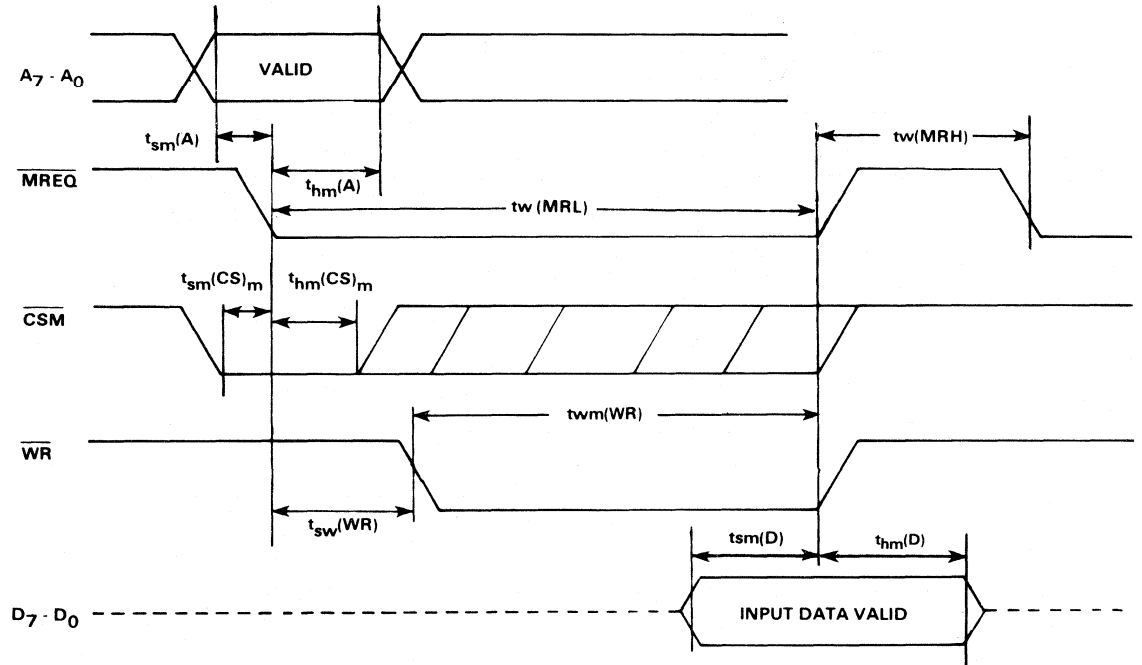 A7 - A0
VALID
tsm(A)
thm(A)
tw(MRH)
MREQ
tw (MRL)
tsm(CS)m
thm(CS)m
CSM
twm(WR)
WR
tsw(WR)
tsm(D)
thm(D)
D7 - D0
INPUT DATA VALID